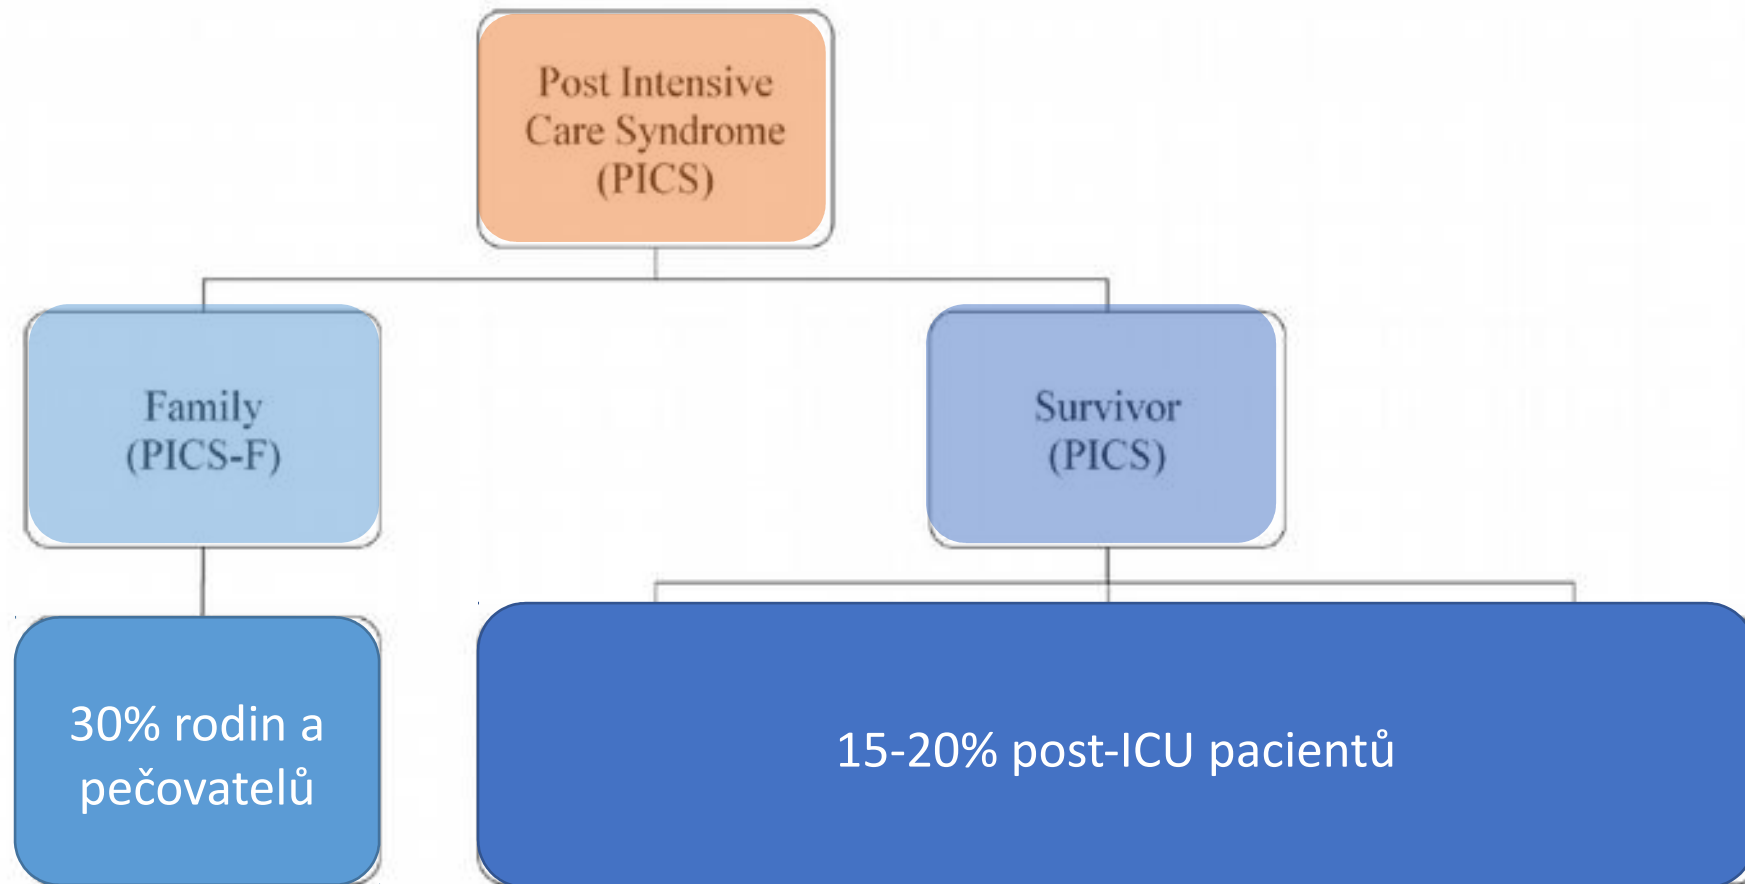 Post Intensive
Care Syndrome
(PICS)
Family
(PICS-F)
Survivor
(PICS)
30% rodin a
pečovatelů
15-20% post-ICU pacientů